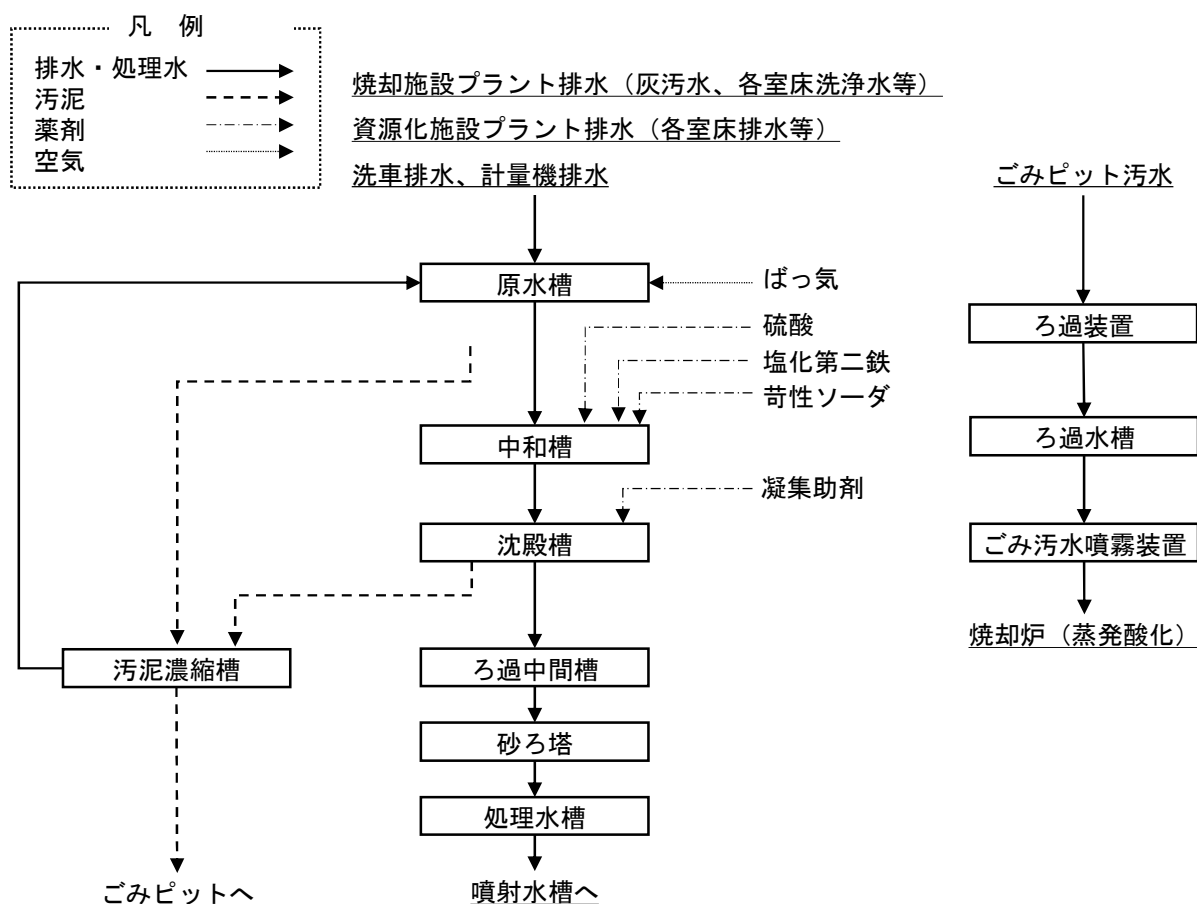 凡 例
排水・処理水
汚泥
薬剤
空気
焼却施設プラント排水（灰汚水、各室床洗浄水等）
資源化施設プラント排水（各室床排水等）
洗車排水、計量機排水
ごみピット汚水
原水槽
ばっ気
硫酸
塩化第二鉄
苛性ソーダ
ろ過装置
中和槽
ろ過水槽
凝集助剤
沈殿槽
ごみ汚水噴霧装置
焼却炉（蒸発酸化）
汚泥濃縮槽
ろ過中間槽
砂ろ塔
処理水槽
ごみピットへ
噴射水槽へ